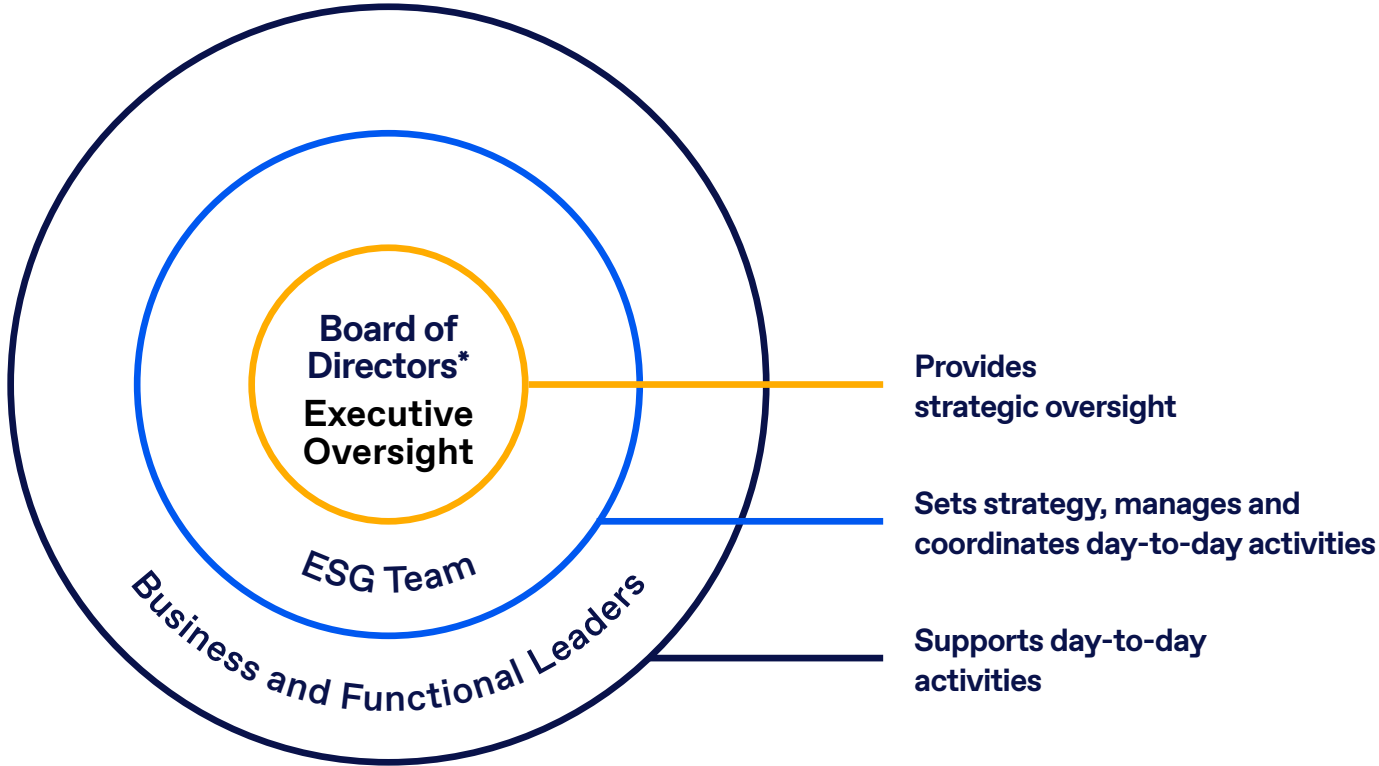 Board of
Directors*
Executive
Oversight
ESG Team
Business and Functional Leaders
Provides
strategic oversight
Sets strategy, manages and
coordinates day-to-day activities
Supports day-to-day
activities